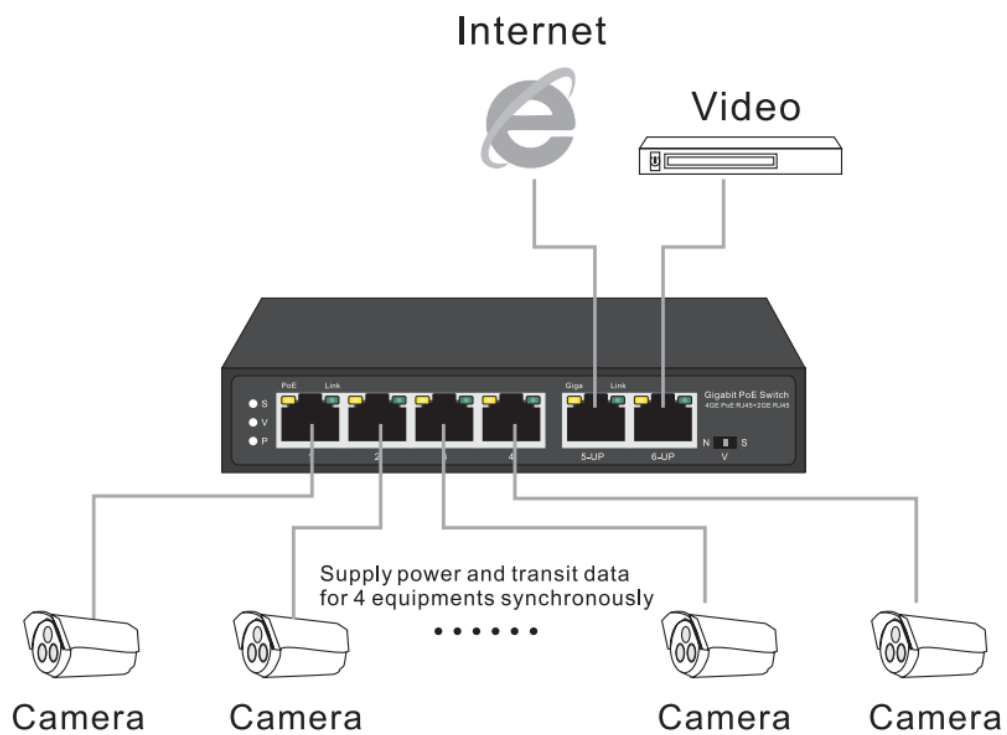 Internet
Video
PoE Link
Giga Link
Gigabit PoE Switch
4GE PoE RJ45+2GE RJ45
S
V
P
N S
V
1 2 3 4 5-UP 6-UP
Supply power and transit data
for 4 equipments synchronously
Camera Camera Camera Camera